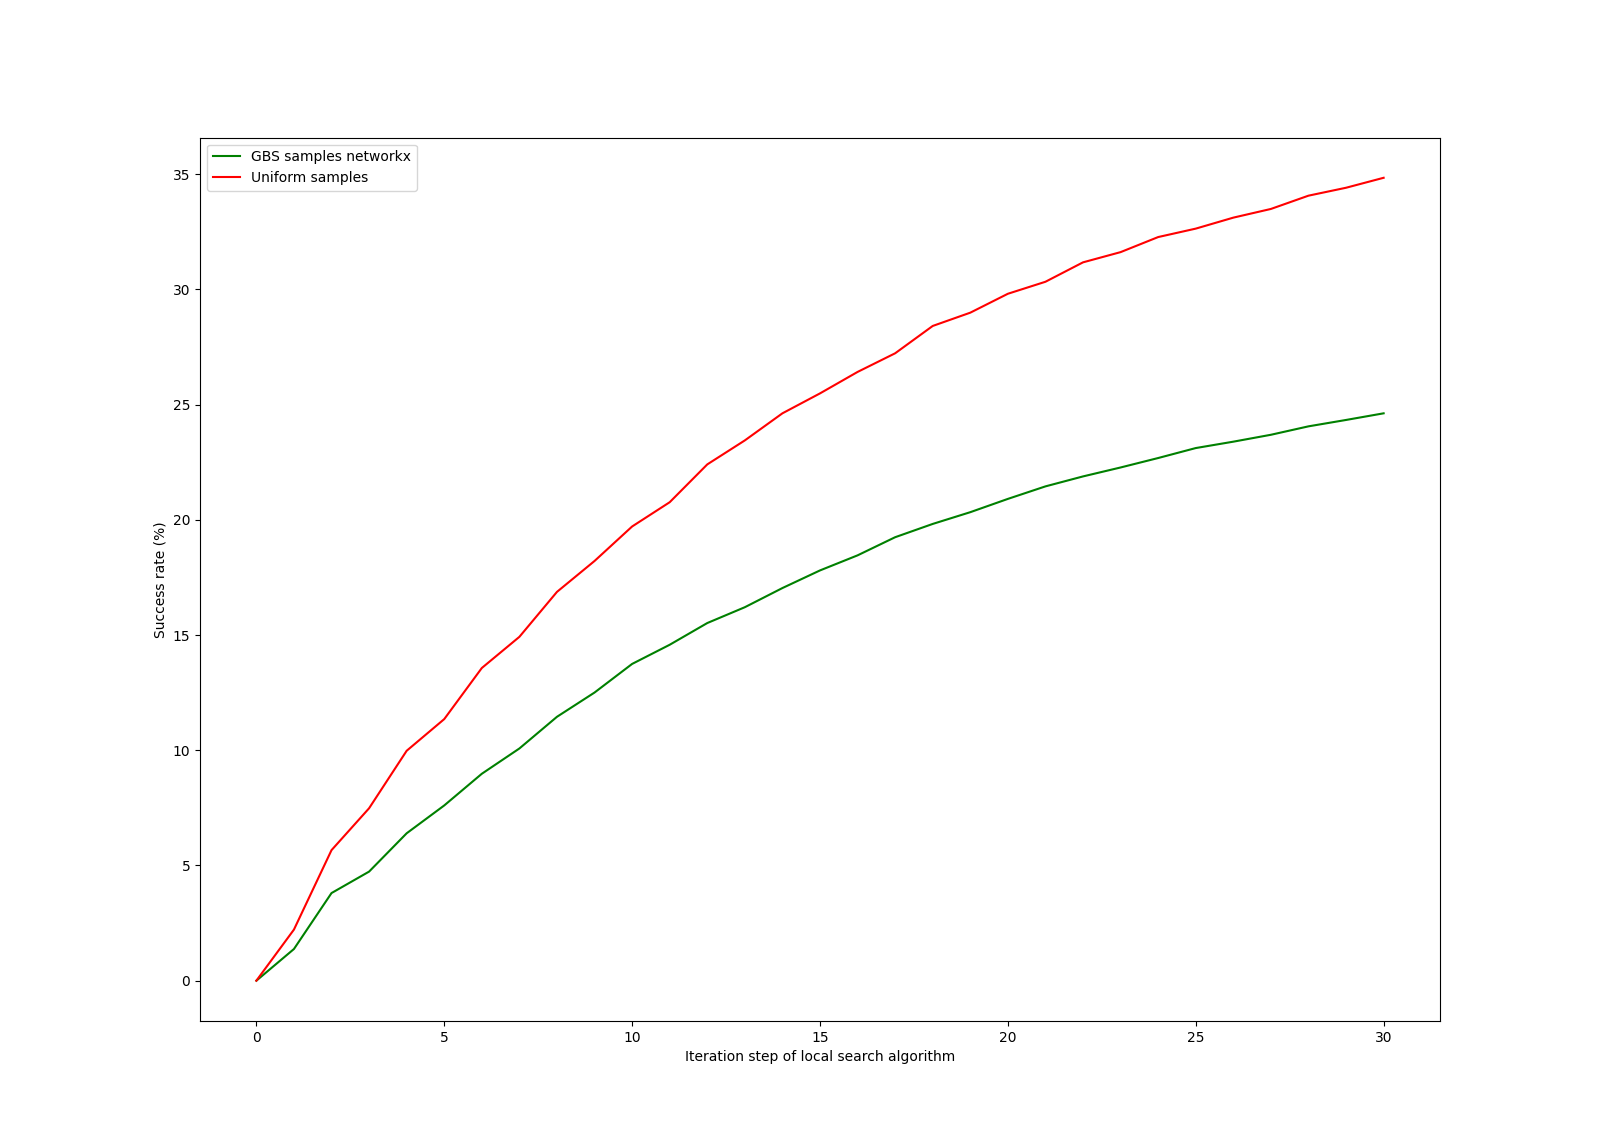 GBS samples networkx
Uniform samples
35
30
25
20
15
10
5
0
Success rate (%)
0 5 10 15 20 25 30
Iteration step of local search algorithm